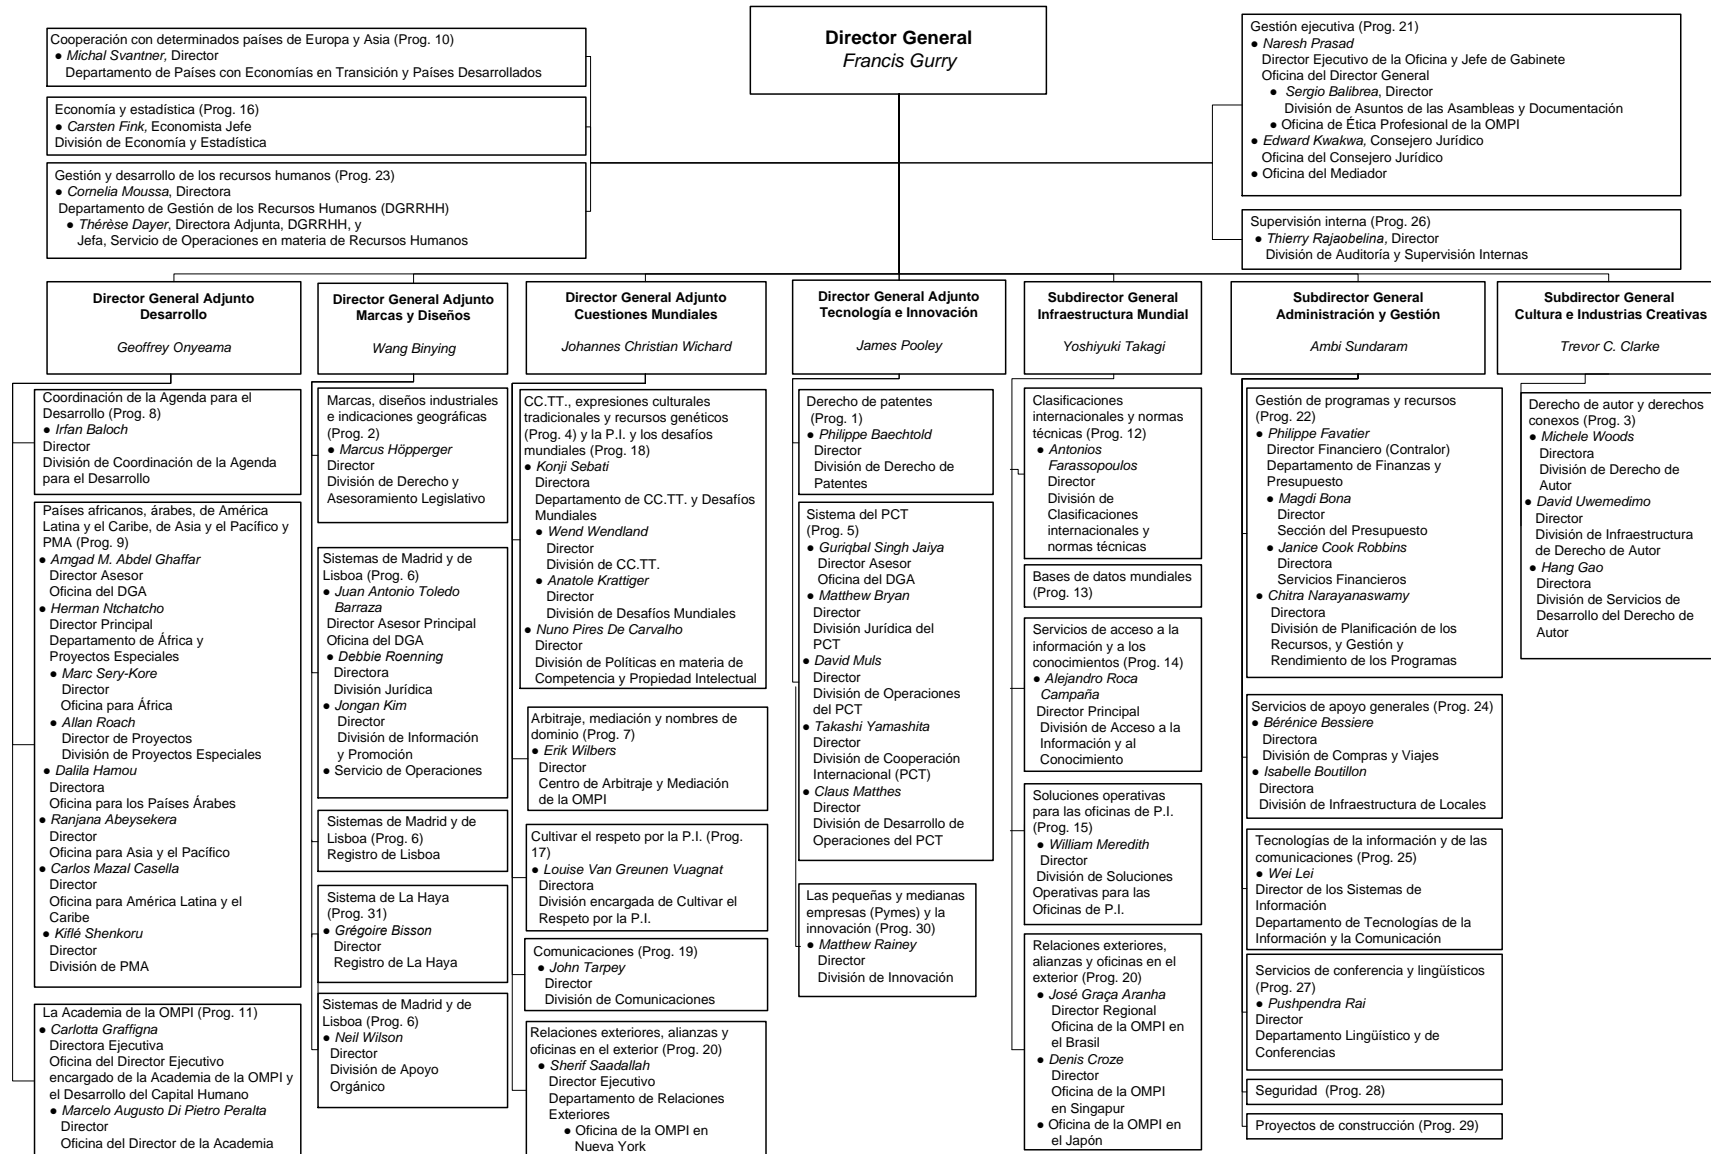 Director General
Francis Gurry
Cooperación con determinados países de Europa y Asia (Prog. 10)
● Michal Svantner, Director
Departamento de Países con Economías en Transición y Países Desarrollados
Economía y estadística (Prog. 16)
● Carsten Fink, Economista Jefe
División de Economía y Estadística
Gestión y desarrollo de los recursos humanos (Prog. 23)
● Cornelia Moussa, Directora
Departamento de Gestión de los Recursos Humanos (DGRRHH)
● Thérèse Dayer, Directora Adjunta, DGRRHH, y
Jefa, Servicio de Operaciones en materia de Recursos Humanos
Gestión ejecutiva (Prog. 21)
● Naresh Prasad
Director Ejecutivo de la Oficina y Jefe de Gabinete
Oficina del Director General
● Sergio Balibrea, Director
División de Asuntos de las Asambleas y Documentación
● Oficina de Ética Profesional de la OMPI
● Edward Kwakwa, Consejero Jurídico
Oficina del Consejero Jurídico
● Oficina del Mediador
Supervisión interna (Prog. 26)
● Thierry Rajaobelina, Director
División de Auditoría y Supervisión Internas
Director General Adjunto
Desarrollo
Geoffrey Onyeama
Coordinación de la Agenda para el
Desarrollo (Prog. 8)
● Irfan Baloch
Director
División de Coordinación de la Agenda
para el Desarrollo
Países africanos, árabes, de América
Latina y el Caribe, de Asia y el Pacífico y
PMA (Prog. 9)
● Amgad M. Abdel Ghaffar
Director Asesor
Oficina del DGA
● Herman Ntchatcho
Director Principal
Departamento de África y
Proyectos Especiales
● Marc Sery-Kore
Director
Oficina para África
● Allan Roach
Director de Proyectos
División de Proyectos Especiales
● Dalila Hamou
Directora
Oficina para los Países Árabes
● Ranjana Abeysekera
Director
Oficina para Asia y el Pacífico
● Carlos Mazal Casella
Director
Oficina para América Latina y el
Caribe
● Kiflé Shenkoru
Director
División de PMA
La Academia de la OMPI (Prog. 11)
● Carlotta Graffigna
Directora Ejecutiva
Oficina del Director Ejecutivo
encargado de la Academia de la OMPI y
el Desarrollo del Capital Humano
● Marcelo Augusto Di Pietro Peralta
Director
Oficina del Director de la Academia
Director General Adjunto
Marcas y Diseños
Wang Binying
Marcas, diseños industriales
e indicaciones geográficas
(Prog. 2)
● Marcus Höpperger
Director
División de Derecho y
Asesoramiento Legislativo
Sistemas de Madrid y de
Lisboa (Prog. 6)
● Juan Antonio Toledo
Barraza
Director Asesor Principal
Oficina del DGA
● Debbie Roenning
Directora
División Jurídica
● Jongan Kim
Director
División de Información
y Promoción
● Servicio de Operaciones
Sistemas de Madrid y de
Lisboa (Prog. 6)
Registro de Lisboa
Sistema de La Haya
(Prog. 31)
● Grégoire Bisson
Director
Registro de La Haya
Sistemas de Madrid y de
Lisboa (Prog. 6)
● Neil Wilson
Director
División de Apoyo
Orgánico
Director General Adjunto
Cuestiones Mundiales
Johannes Christian Wichard
CC.TT., expresiones culturales
tradicionales y recursos genéticos
(Prog. 4) y la P.I. y los desafíos
mundiales (Prog. 18)
● Konji Sebati
Directora
Departamento de CC.TT. y Desafíos
Mundiales
● Wend Wendland
Director
División de CC.TT.
● Anatole Krattiger
Director
División de Desafíos Mundiales
● Nuno Pires De Carvalho
Director
División de Políticas en materia de
Competencia y Propiedad Intelectual
Arbitraje, mediación y nombres de
dominio (Prog. 7)
● Erik Wilbers
Director
Centro de Arbitraje y Mediación
de la OMPI
Cultivar el respeto por la P.I. (Prog.
17)
● Louise Van Greunen Vuagnat
Directora
División encargada de Cultivar el
Respeto por la P.I.
Comunicaciones (Prog. 19)
● John Tarpey
Director
División de Comunicaciones
Relaciones exteriores, alianzas y
oficinas en el exterior (Prog. 20)
● Sherif Saadallah
Director Ejecutivo
Departamento de Relaciones
Exteriores
● Oficina de la OMPI en
Nueva York
Director General Adjunto
Tecnología e Innovación
James Pooley
Derecho de patentes
(Prog. 1)
● Philippe Baechtold
Director
División de Derecho de
Patentes
Sistema del PCT
(Prog. 5)
● Guriqbal Singh Jaiya
Director Asesor
Oficina del DGA
● Matthew Bryan
Director
División Jurídica del
PCT
● David Muls
Director
División de Operaciones
del PCT
● Takashi Yamashita
Director
División de Cooperación
Internacional (PCT)
● Claus Matthes
Director
División de Desarrollo de
Operaciones del PCT
Las pequeñas y medianas
empresas (Pymes) y la
innovación (Prog. 30)
● Matthew Rainey
Director
División de Innovación
Subdirector General
Infraestructura Mundial
Yoshiyuki Takagi
Clasificaciones
internacionales y normas
técnicas (Prog. 12)
● Antonios
Farassopoulos
Director
División de
Clasificaciones
internacionales y
normas técnicas
Bases de datos mundiales
(Prog. 13)
Servicios de acceso a la
información y a los
conocimientos (Prog. 14)
● Alejandro Roca
Campaña
Director Principal
División de Acceso a la
Información y al
Conocimiento
Soluciones operativas
para las oficinas de P.I.
(Prog. 15)
● William Meredith
Director
División de Soluciones
Operativas para las
Oficinas de P.I.
Relaciones exteriores,
alianzas y oficinas en el
exterior (Prog. 20)
● José Graça Aranha
Director Regional
Oficina de la OMPI en
el Brasil
● Denis Croze
Director
Oficina de la OMPI
en Singapur
● Oficina de la OMPI en
el Japón
Subdirector General
Administración y Gestión
Ambi Sundaram
Gestión de programas y recursos
(Prog. 22)
● Philippe Favatier
Director Financiero (Contralor)
Departamento de Finanzas y
Presupuesto
● Magdi Bona
Director
Sección del Presupuesto
● Janice Cook Robbins
Directora
Servicios Financieros
● Chitra Narayanaswamy
Directora
División de Planificación de los
Recursos, y Gestión y
Rendimiento de los Programas
Servicios de apoyo generales (Prog. 24)
● Bérénice Bessiere
Directora
División de Compras y Viajes
● Isabelle Boutillon
Directora
División de Infraestructura de Locales
Tecnologías de la información y de las
comunicaciones (Prog. 25)
● Wei Lei
Director de los Sistemas de
Información
Departamento de Tecnologías de la
Información y la Comunicación
Servicios de conferencia y lingüísticos
(Prog. 27)
● Pushpendra Rai
Director
Departamento Lingüístico y de
Conferencias
Seguridad (Prog. 28)
Proyectos de construcción (Prog. 29)
Subdirector General
Cultura e Industrias Creativas
Trevor C. Clarke
Derecho de autor y derechos
conexos (Prog. 3)
● Michele Woods
Directora
División de Derecho de
Autor
● David Uwemedimo
Director
División de Infraestructura
de Derecho de Autor
● Hang Gao
Directora
División de Servicios de
Desarrollo del Derecho de
Autor